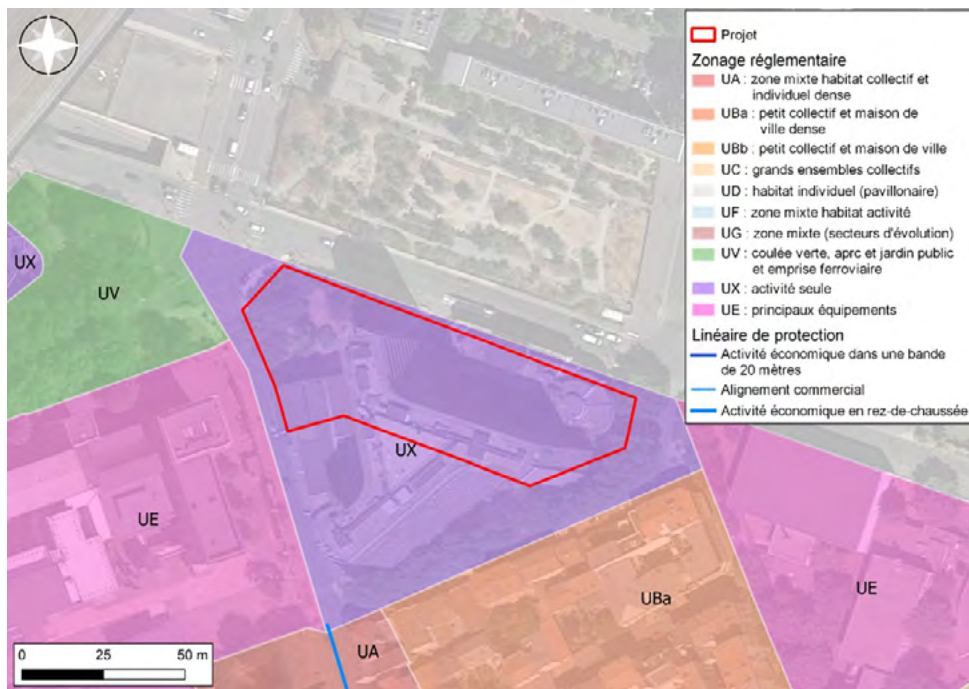 Projet
Zonage réglementaire
UA : zone mixte habitat collectif et
individuel dense
UBa : petit collectif et maison de
ville dense
UBb : petit collectif et maison de ville
UC : grands ensembles collectifs
UD : habitat individuel (pavillonaire)
UF : zone mixte habitat activité
UG : zone mixte (secteurs d'évolution)
UV : coulée verte, aprc et jardin public
et emprise ferroviaire
UX : activité seule
UE : principaux équipements
Linéaire de protection
Activité économique dans une bande
de 20 mètres
Alignement commercial
Activité économique en rez-de-chaussée
UX
UV
UX
UE
UE
UBa
UA
0 25 50 m